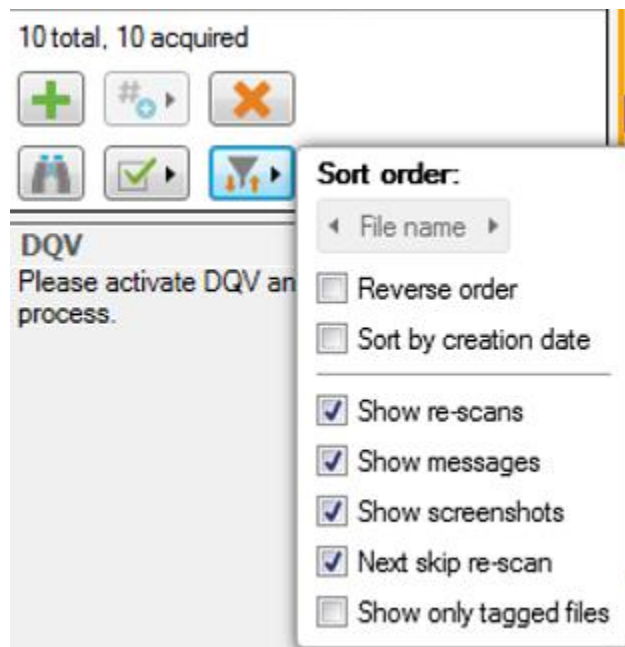 10 total, 10 acquired
#
Sort order:
File name
DQV
Reverse order
Please activate DQV an
process.
Sort by creation date
Show re-scans
Show messages
Show screenshots
Next skip re-scan
Show only tagged files